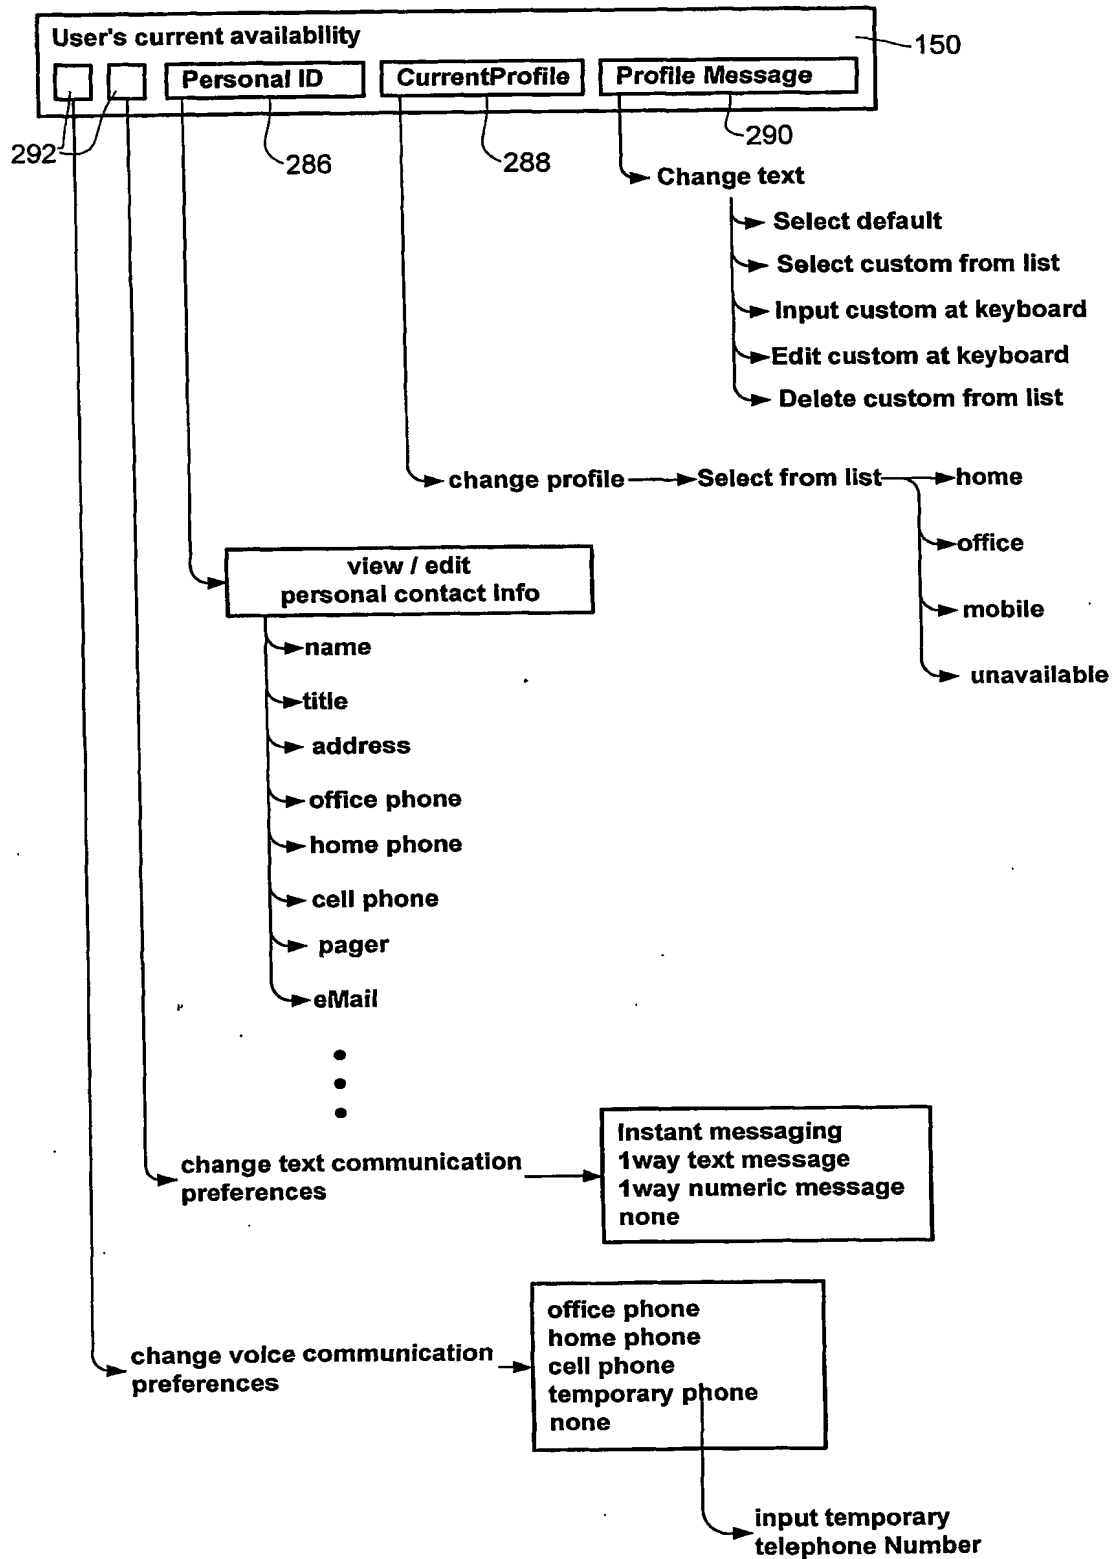 User's current availability
150
Personal ID
CurrentProfile
Profile Message
292
286
288
290
Change text
Select default
Select custom from list
Input custom at keyboard
Edit custom at keyboard
Delete custom from list
change profile
Select from list
home
office
mobile
unavailable
view / edit
personal contact info
name
title
address
office phone
home phone
cell phone
pager
eMail
change text communication
preferences
Instant messaging
1way text message
1way numeric message
none
change voice communication
preferences
office phone
home phone
cell phone
temporary phone
none
input temporary
telephone Number